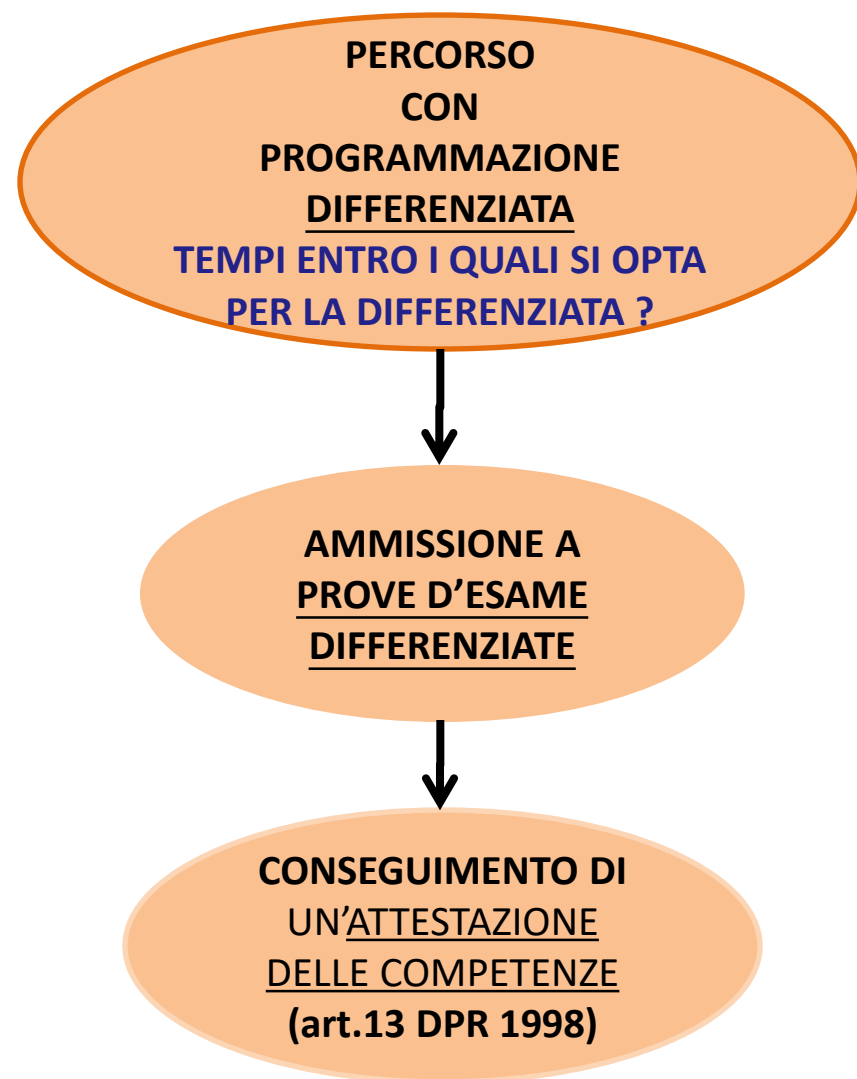 PERCORSO
CON
PROGRAMMAZIONE
DIFFERENZIATA
TEMPI ENTRO I QUALI SI OPTA
PER LA DIFFERENZIATA ?
AMMISSIONE A
PROVE D’ESAME
DIFFERENZIATE
CONSEGUIMENTO DI
UN’ATTESTAZIONE
DELLE COMPETENZE
(art.13 DPR 1998)